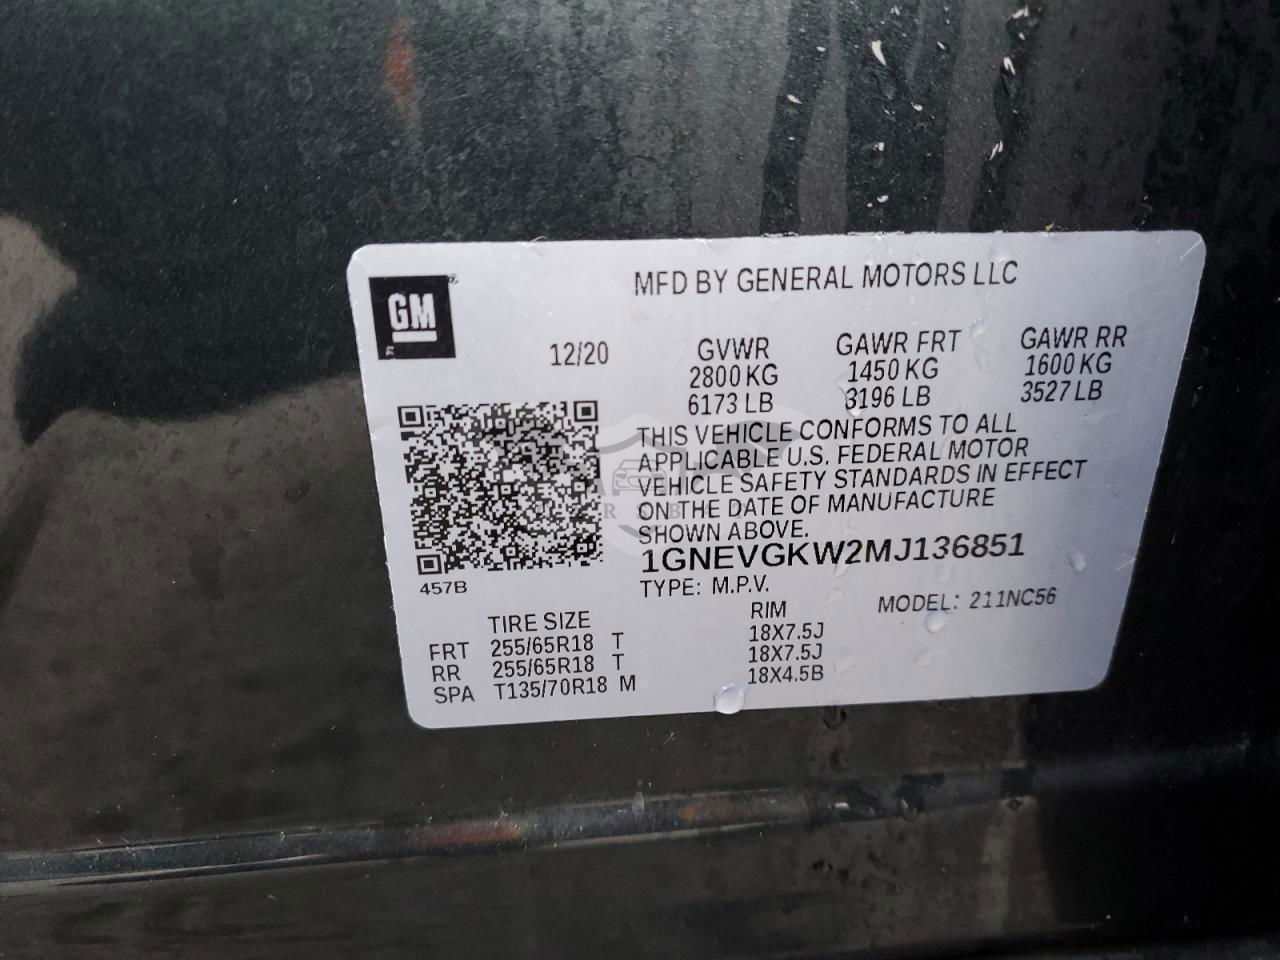 MFD BY GENERAL MOTORS LLC
GM
12/20
GVWR GAWR FRT GAWR RR
2800 KG 1450 KG 1600 KG
6173 LB 3196 LB 3527 LB
THIS VEHICLE CONFORMS TO ALL
APPLICABLE U.S. FEDERAL MOTOR
VEHICLE SAFETY STANDARDS IN EFFECT
ON THE DATE OF MANUFACTURE
SHOWN ABOVE.
1GNEVGKW2MJ136851
457B
TYPE: M.P.V. MODEL: 211NC56
TIRE SIZE RIM
FRT 255/65R18 T 18X7.5J
RR 255/65R18 T 18X7.5J
SPA T135/70R18 M 18X4.5B